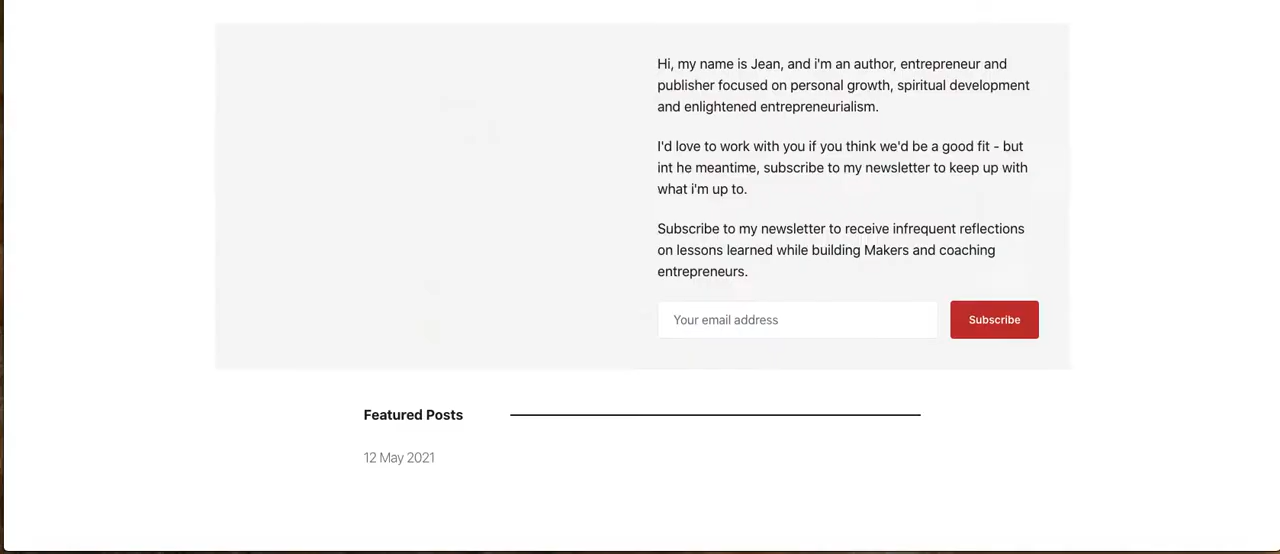 Hi, my name is Jean, and i'm an author, entrepreneur and
publisher focused on personal growth, spiritual development
and enlightened entrepreneurialism.
I'd love to work with you if you think we'd be a good fit - but
int he meantime, subscribe to my newsletter to keep up with
what i'm up to.
Subscribe to my newsletter to receive infrequent reflections
on lessons learned while building Makers and coaching
entrepreneurs.
Your email address
Subscribe
Featured Posts
12 May 2021